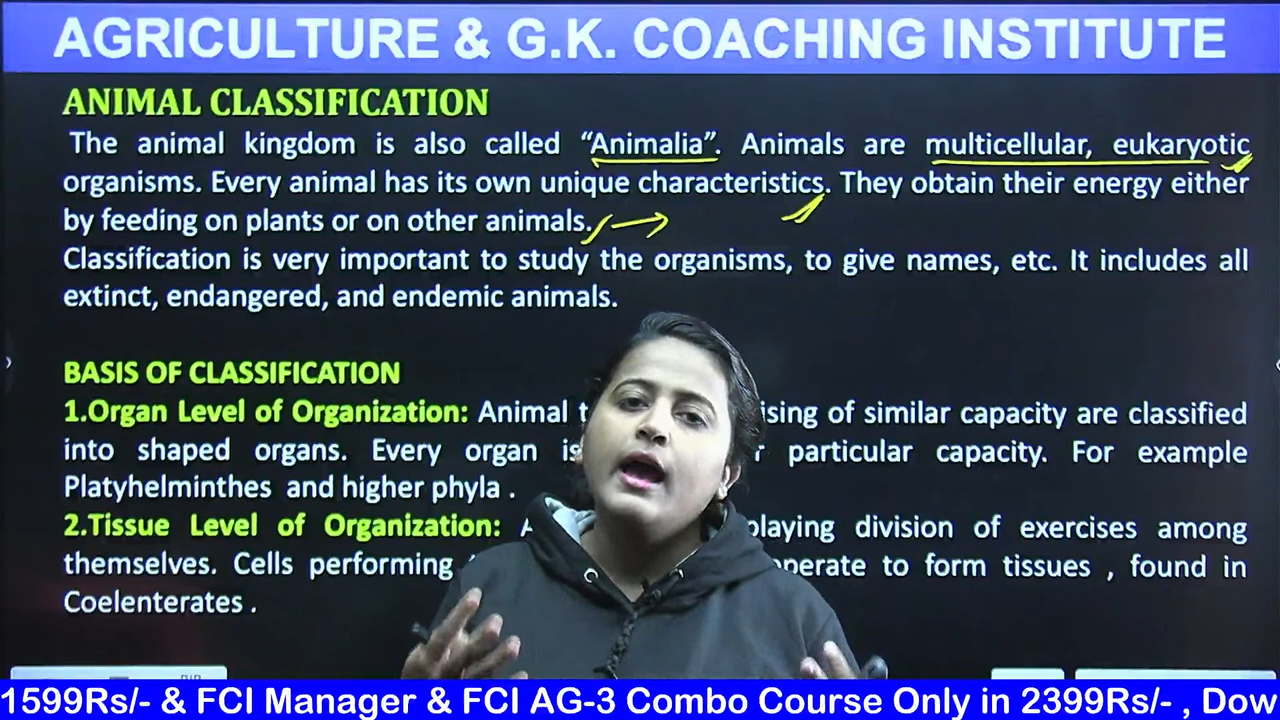 AGRICULTURE & G.K. COACHING INSTITUTE
ANIMAL CLASSIFICATION
The animal kingdom is also called “Animalia”. Animals are multicellular, eukaryotic
organisms. Every animal has its own unique characteristics. They obtain their energy either
by feeding on plants or on other animals.
Classification is very important to study the organisms, to give names, etc. It includes all
extinct, endangered, and endemic animals.
BASIS OF CLASSIFICATION
1.Organ Level of Organization: Animal ising of similar capacity are classified
into shaped organs. Every organ is particular capacity. For example
Platyhelminthes and higher phyla .
2.Tissue Level of Organization: playing division of exercises among
themselves. Cells performing operate to form tissues , found in
Coelenterates .
1599Rs/- & FCI Manager & FCI AG-3 Combo Course Only in 2399Rs/- , Dow